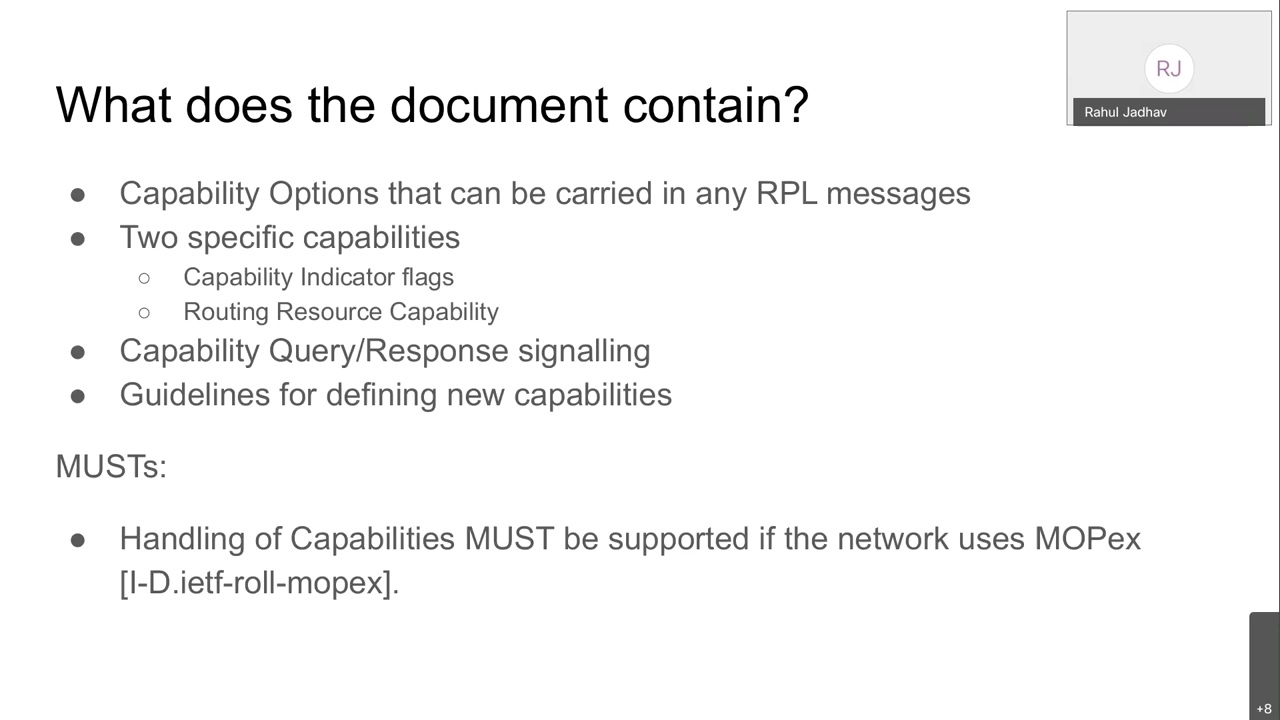 RJ
Rahul Jadhav
What does the document contain?
● Capability Options that can be carried in any RPL messages
● Two specific capabilities
○ Capability Indicator flags
○ Routing Resource Capability
● Capability Query/Response signalling
● Guidelines for defining new capabilities
MUSTs:
● Handling of Capabilities MUST be supported if the network uses MOPex
[I-D.ietf-roll-mopex].
+8